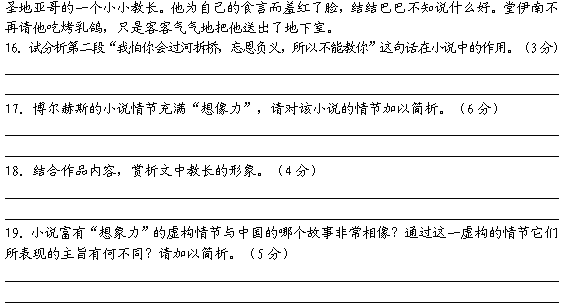 圣地亚哥的一个小小教长。他为自己的食言而羞红了脸，结结巴巴不知说什么好。堂伊南不
再请他吃烤乳鸽，只是客客气气地把他送出了地下室。
16．试分析第二段“我怕你会过河拆桥，忘恩负义，所以不能教你”这句话在小说中的作用。（3分）
17．博尔赫斯的小说情节充满“想像力”，请对该小说的情节加以简析。（6分）
18．结合作品内容，赏析文中教长的形象。（4分）
19．小说富有“想象力”的虚构情节与中国的哪个故事非常相像？通过这一虚构的情节它们
所表现的主旨有何不同？请加以简析。（5分）